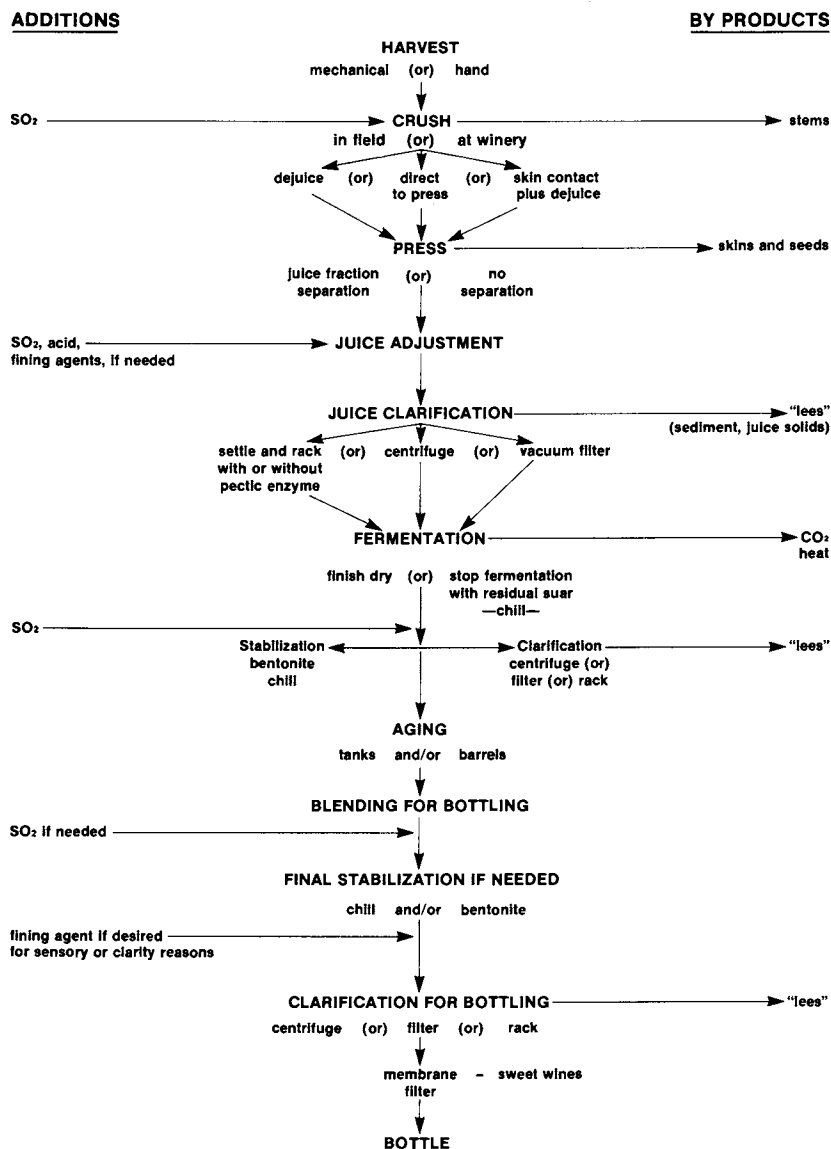 ADDITIONS
BY PRODUCTS
HARVEST
mechanical (or) hand
SO₂
CRUSH
stems
in field (or) at winery
dejuice (or) direct to press (or) skin contact plus dejuice
PRESS
skins and seeds
juice fraction separation (or) no separation
SO₂, acid,
fining agents, if needed
JUICE ADJUSTMENT
JUICE CLARIFICATION
"lees"
(sediment, juice solids)
settle and rack with or without pectic enzyme (or) centrifuge (or) vacuum filter
FERMENTATION
CO₂
heat
finish dry (or) stop fermentation
with residual suar
—chill—
SO₂
Stabilization
bentonite
chill
Clarification
centrifuge (or)
filter (or) rack
"lees"
AGING
tanks and/or barrels
BLENDING FOR BOTTLING
SO₂ if needed
FINAL STABILIZATION IF NEEDED
chill and/or bentonite
fining agent if desired
for sensory or clarity reasons
CLARIFICATION FOR BOTTLING
"lees"
centrifuge (or) filter (or) rack
membrane – sweet wines
filter
BOTTLE